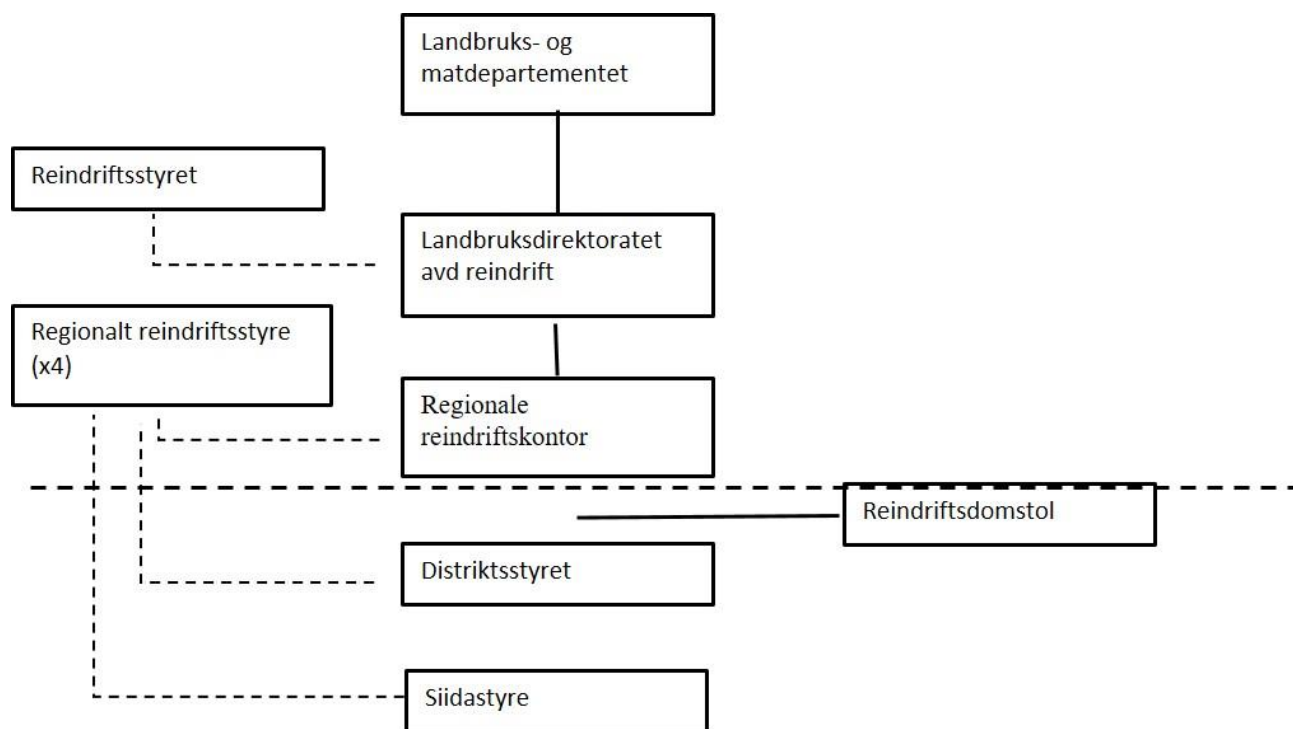 Landbruks- og
matdepartementet
Reindriftsstyret
Landbruksdirektoratet
avd reindrift
Regionalt reindriftsstyre
(x4)
Regionale
reindriftskontor
Reindriftsdomstol
Distriktsstyret
Siidastyre